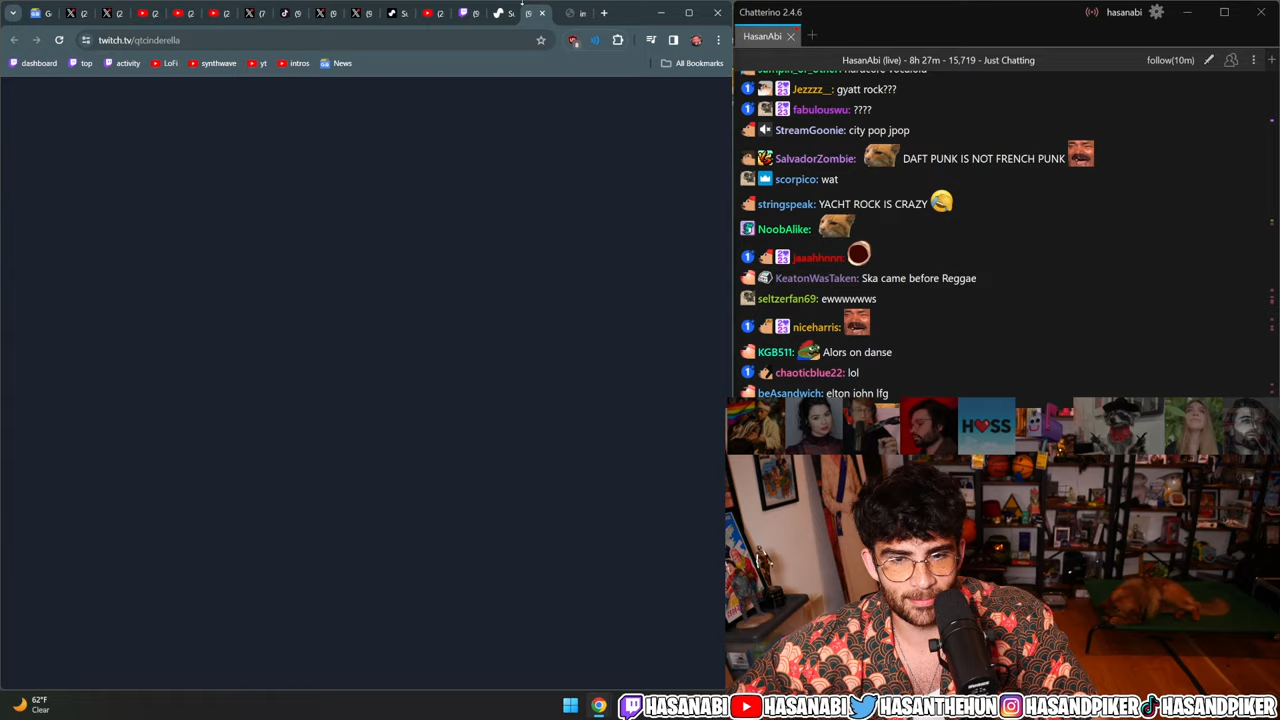 twitch.tv/qtcinderella
dashboard
top
activity
LoFi
synthwave
yt
intros
News
All Bookmarks
Chatterino 2.4.6
hasanabi
HasanAbi
HasanAbi (live) - 8h 27m - 15,719 - Just Chatting
follow(10m)
Jezzzz__: gyatt rock???
fabulouswu: ????
StreamGoonie: city pop jpop
SalvadorZombie: DAFT PUNK IS NOT FRENCH PUNK
scorpico: wat
stringspeak: YACHT ROCK IS CRAZY
NoobAlike:
jaaahhnnn:
KeatonWasTaken: Ska came before Reggae
seltzerfan69: ewwwwwws
niceharris:
KGB511: Alors on danse
chaoticblue22: lol
beAsandwich: elton john lfg
H❤SS
62°F
Clear
HASANABI
HASANABI
HASANTHEHUN
HASANDPIKER
HASANDPIKER